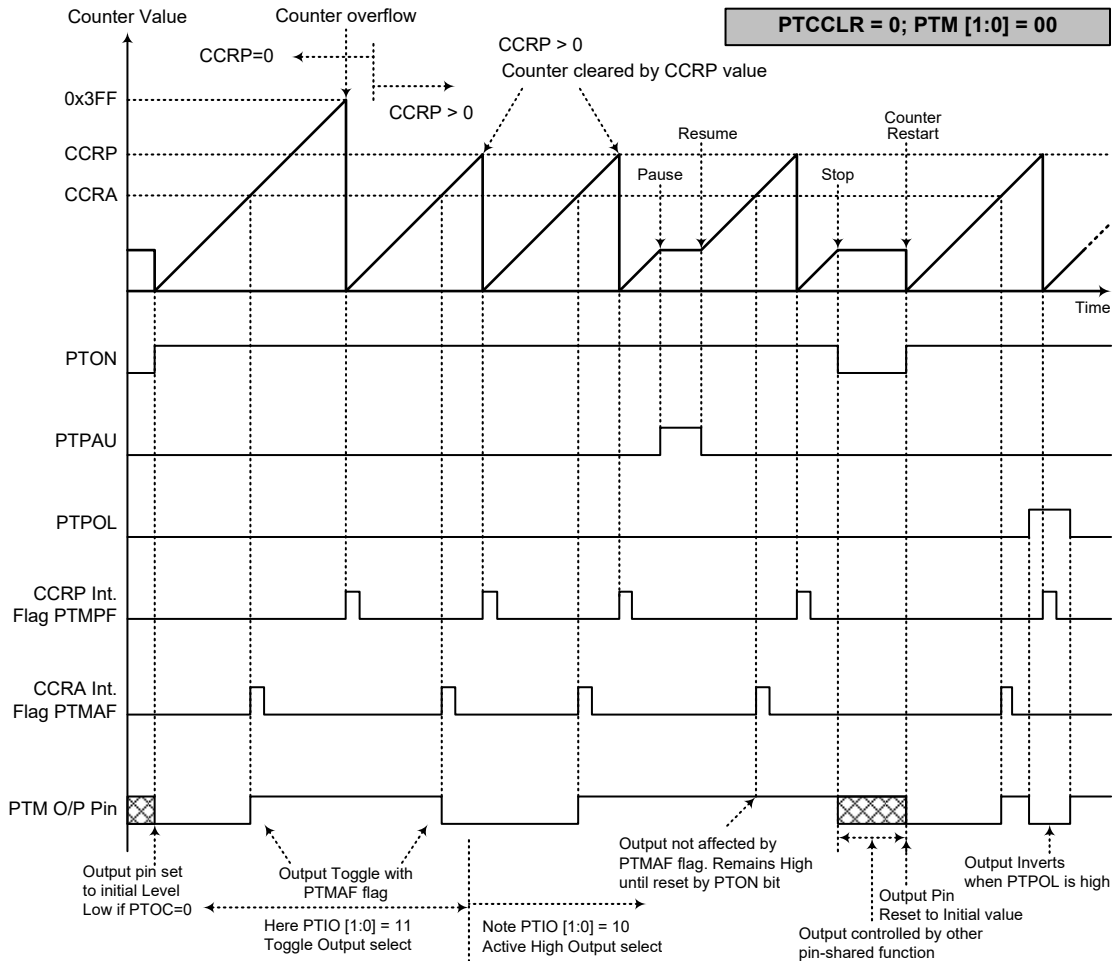 Counter Value
Counter overflow
PTCCLR = 0; PTM [1:0] = 00
CCRP=0
CCRP > 0
CCRP > 0
Counter cleared by CCRP value
0x3FF
CCRP
CCRA
Pause
Resume
Stop
Counter
Restart
Time
PTON
PTPAU
PTPOL
CCRP Int.
Flag PTMPF
CCRA Int.
Flag PTMAF
PTM O/P Pin
Output pin set
to initial Level
Low if PTOC=0
Output Toggle with
PTMAF flag
Here PTIO [1:0] = 11
Toggle Output select
Note PTIO [1:0] = 10
Active High Output select
Output not affected by
PTMAF flag. Remains High
until reset by PTON bit
Output Pin
Reset to Initial value
Output controlled by other
pin-shared function
Output Inverts
when PTPOL is high